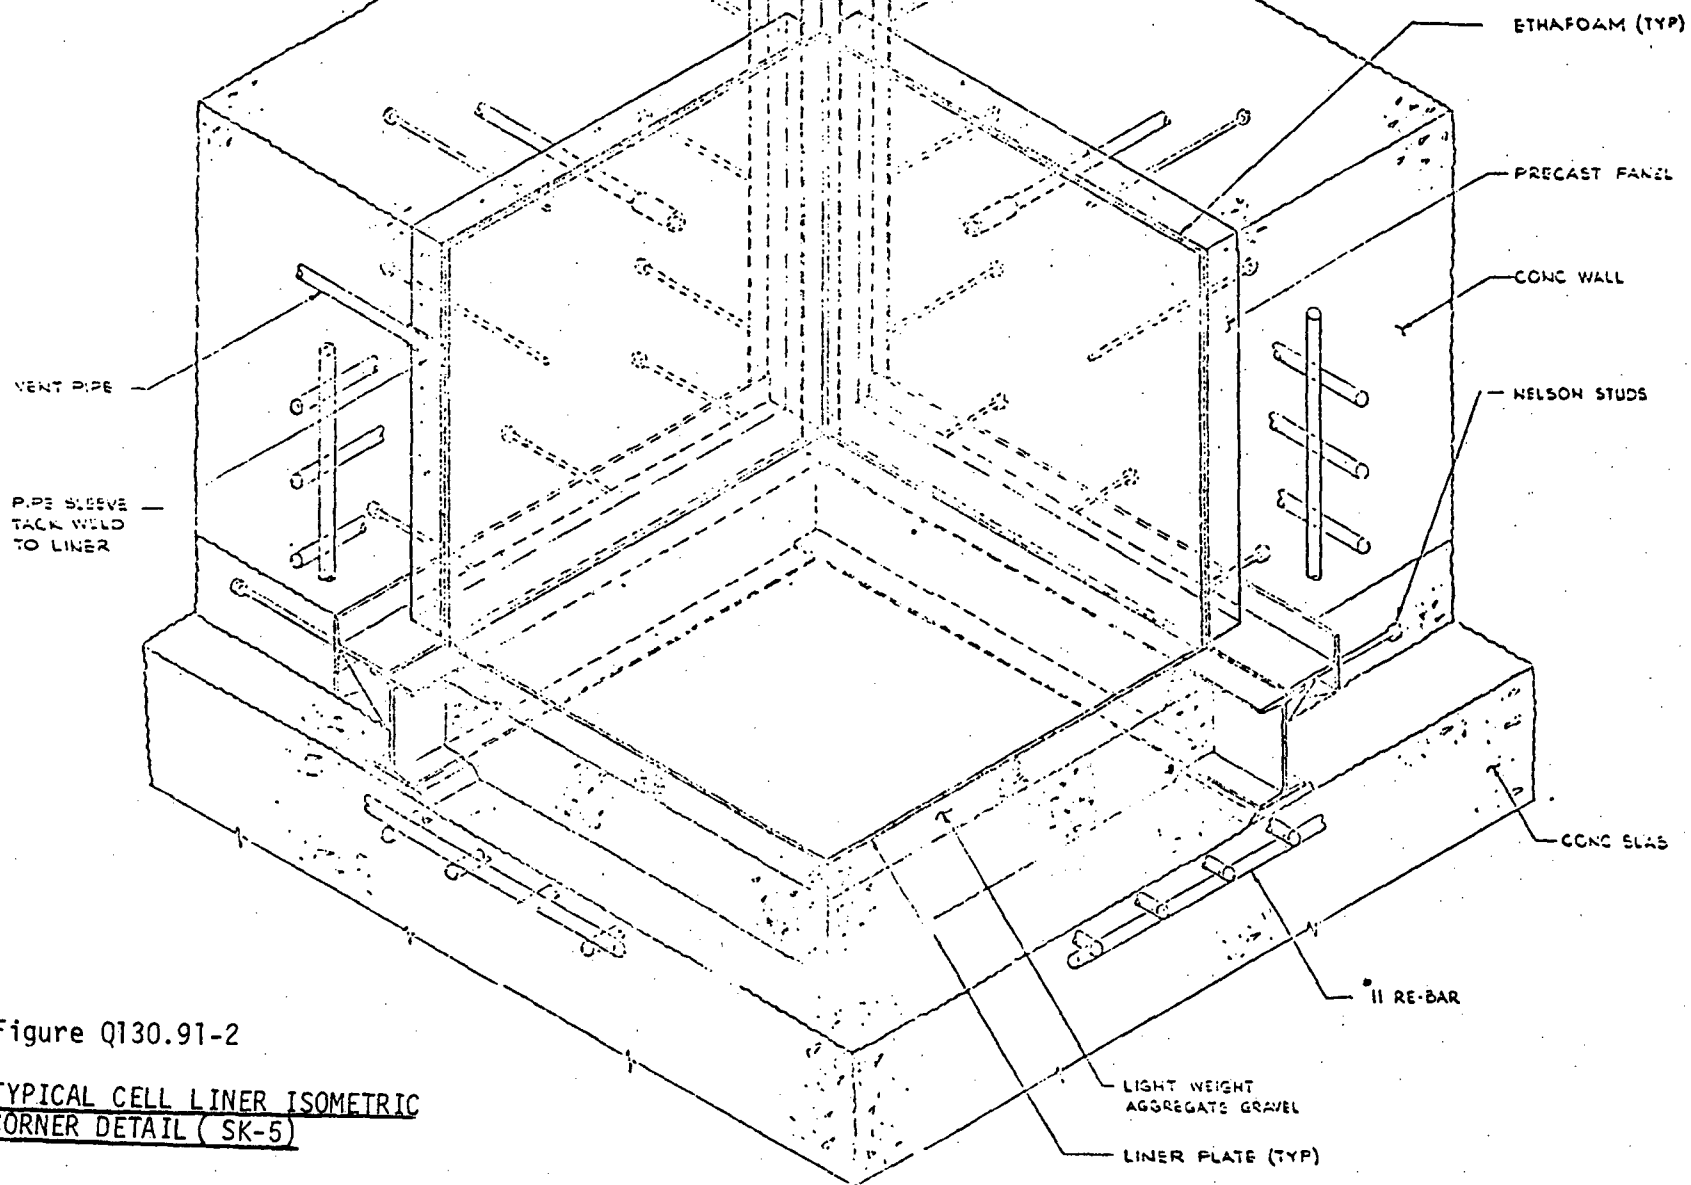 ETHAFOAM (TYP)
PRECAST PANEL
CONC WALL
VENT PIPE
NELSON STUDS
PIPE SLEEVE
TACK WELD
TO LINER
CONC SLAB
#11 RE-BAR
Figure Q130.91-2
LIGHT WEIGHT
AGGREGATE GRAVEL
TYPICAL CELL LINER ISOMETRIC
CORNER DETAIL ( SK-5)
LINER PLATE (TYP)